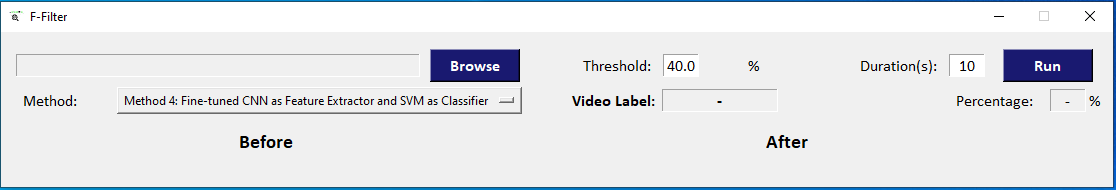 F-Filter
Browse Threshold: 40.0 % Duration(s): 10 Run
Method: Method 4: Fine-tuned CNN as Feature Extractor and SVM as Classifier Video Label: - Percentage: - %
Before After